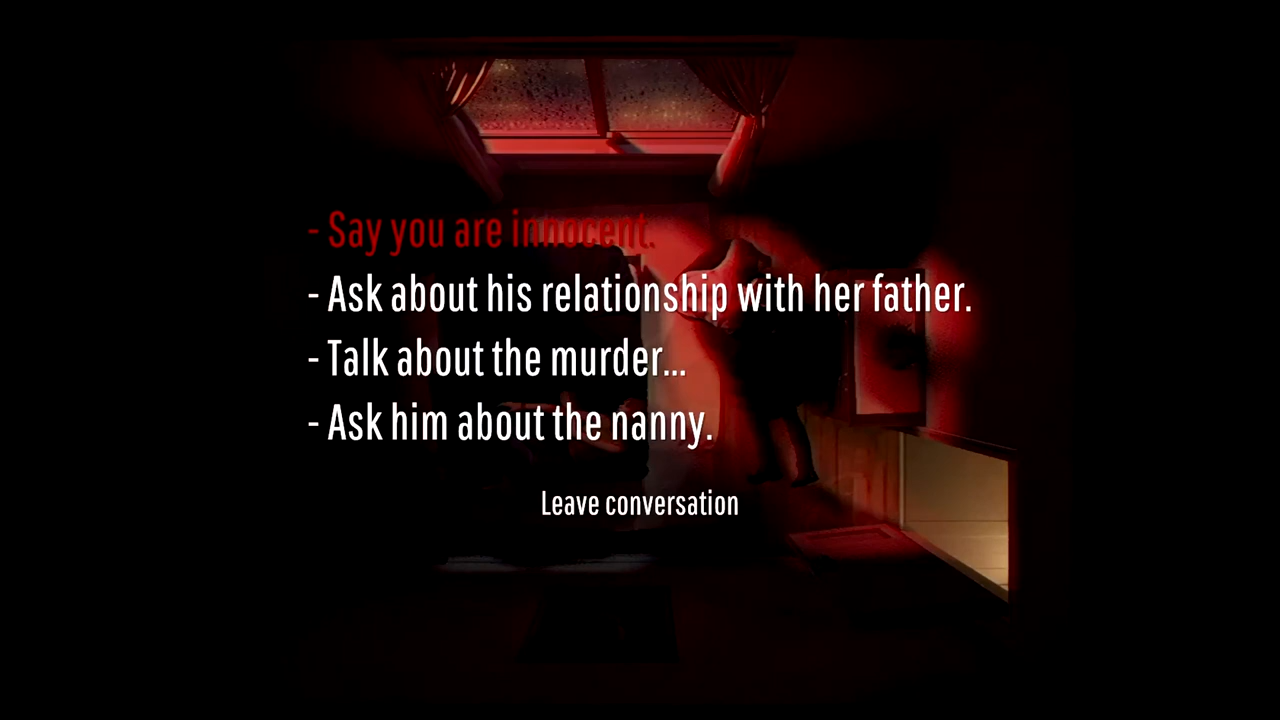 - Say you are innocent.
- Ask about his relationship with her father.
- Talk about the murder...
- Ask him about the nanny.
Leave conversation